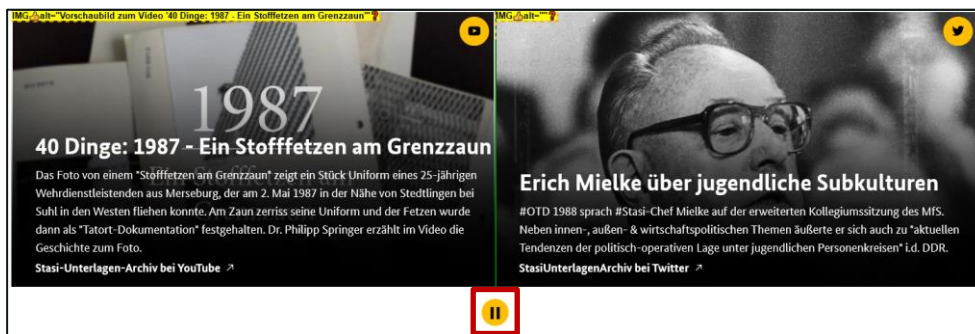 IMG alt="Vorschaubild zum Video '40 Dinge: 1987 - Ein Stofffetzen am Grenzzaun'"
1987
Ein Stofffetzen am
40 Dinge: 1987 - Ein Stofffetzen am Grenzzaun
Das Foto von einem "Stofffetzen am Grenzzaun" zeigt ein Stück Uniform eines 25-jährigen
Wehrdienstleistenden aus Merseburg, der am 2. Mai 1987 in der Nähe von Stedtlingen bei
Suhl in den Westen fliehen konnte. Am Zaun zerriss seine Uniform und der Fetzen wurde
dann als "Tatort-Dokumentation" festgehalten. Dr. Philipp Springer erzählt im Video die
Geschichte zum Foto.
Stasi-Unterlagen-Archiv bei YouTube ↗
IMG alt=""
Erich Mielke über jugendliche Subkulturen
#OTD 1988 sprach #Stasi-Chef Mielke auf der erweiterten Kollegiumssitzung des MfS.
Neben innen-, außen- & wirtschaftspolitischen Themen äußerte er sich auch zu "aktuellen
Tendenzen der politisch-operativen Lage unter jugendlichen Personenkreisen" i.d. DDR.
StasiUnterlagenArchiv bei Twitter ↗